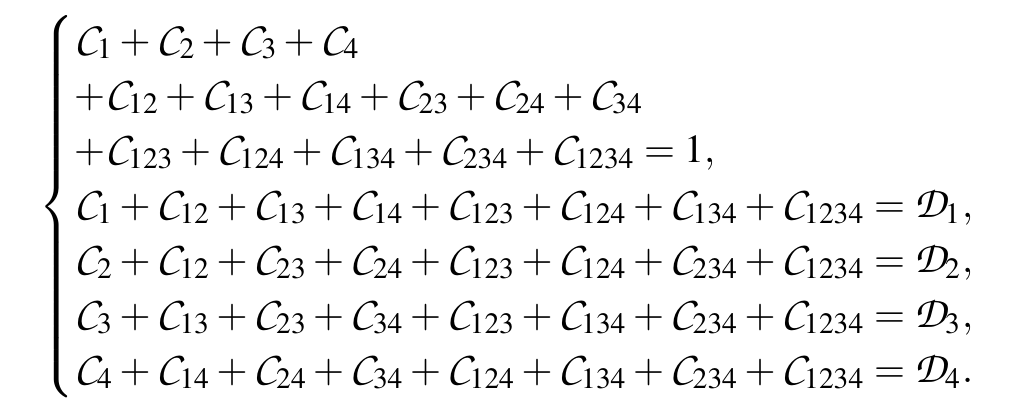 𝒞₁ + 𝒞₂ + 𝒞₃ + 𝒞₄
+𝒞₁₂ + 𝒞₁₃ + 𝒞₁₄ + 𝒞₂₃ + 𝒞₂₄ + 𝒞₃₄
+𝒞₁₂₃ + 𝒞₁₂₄ + 𝒞₁₃₄ + 𝒞₂₃₄ + 𝒞₁₂₃₄ = 1,
𝒞₁ + 𝒞₁₂ + 𝒞₁₃ + 𝒞₁₄ + 𝒞₁₂₃ + 𝒞₁₂₄ + 𝒞₁₃₄ + 𝒞₁₂₃₄ = 𝒟₁,
𝒞₂ + 𝒞₁₂ + 𝒞₂₃ + 𝒞₂₄ + 𝒞₁₂₃ + 𝒞₁₂₄ + 𝒞₂₃₄ + 𝒞₁₂₃₄ = 𝒟₂,
𝒞₃ + 𝒞₁₃ + 𝒞₂₃ + 𝒞₃₄ + 𝒞₁₂₃ + 𝒞₁₃₄ + 𝒞₂₃₄ + 𝒞₁₂₃₄ = 𝒟₃,
𝒞₄ + 𝒞₁₄ + 𝒞₂₄ + 𝒞₃₄ + 𝒞₁₂₄ + 𝒞₁₃₄ + 𝒞₂₃₄ + 𝒞₁₂₃₄ = 𝒟₄.